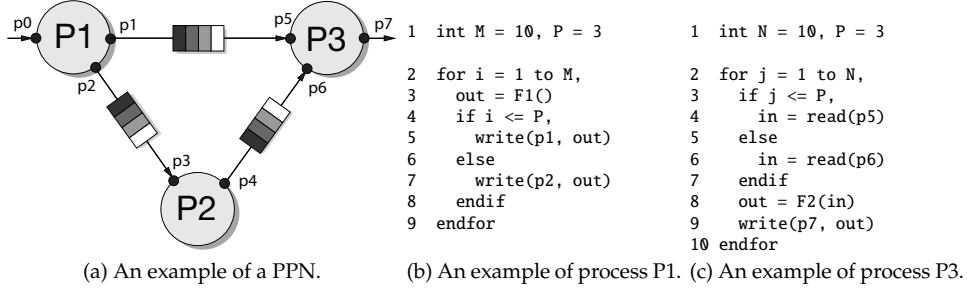 p0
P1
p1
p5
P3
p7
p2
p6
p3
p4
P2
(a) An example of a PPN.
1 int M = 10, P = 3
2 for i = 1 to M,
3 out = F1()
4 if i <= P,
5 write(p1, out)
6 else
7 write(p2, out)
8 endif
9 endfor
(b) An example of process P1.
1 int N = 10, P = 3
2 for j = 1 to N,
3 if j <= P,
4 in = read(p5)
5 else
6 in = read(p6)
7 endif
8 out = F2(in)
9 write(p7, out)
10 endfor
(c) An example of process P3.